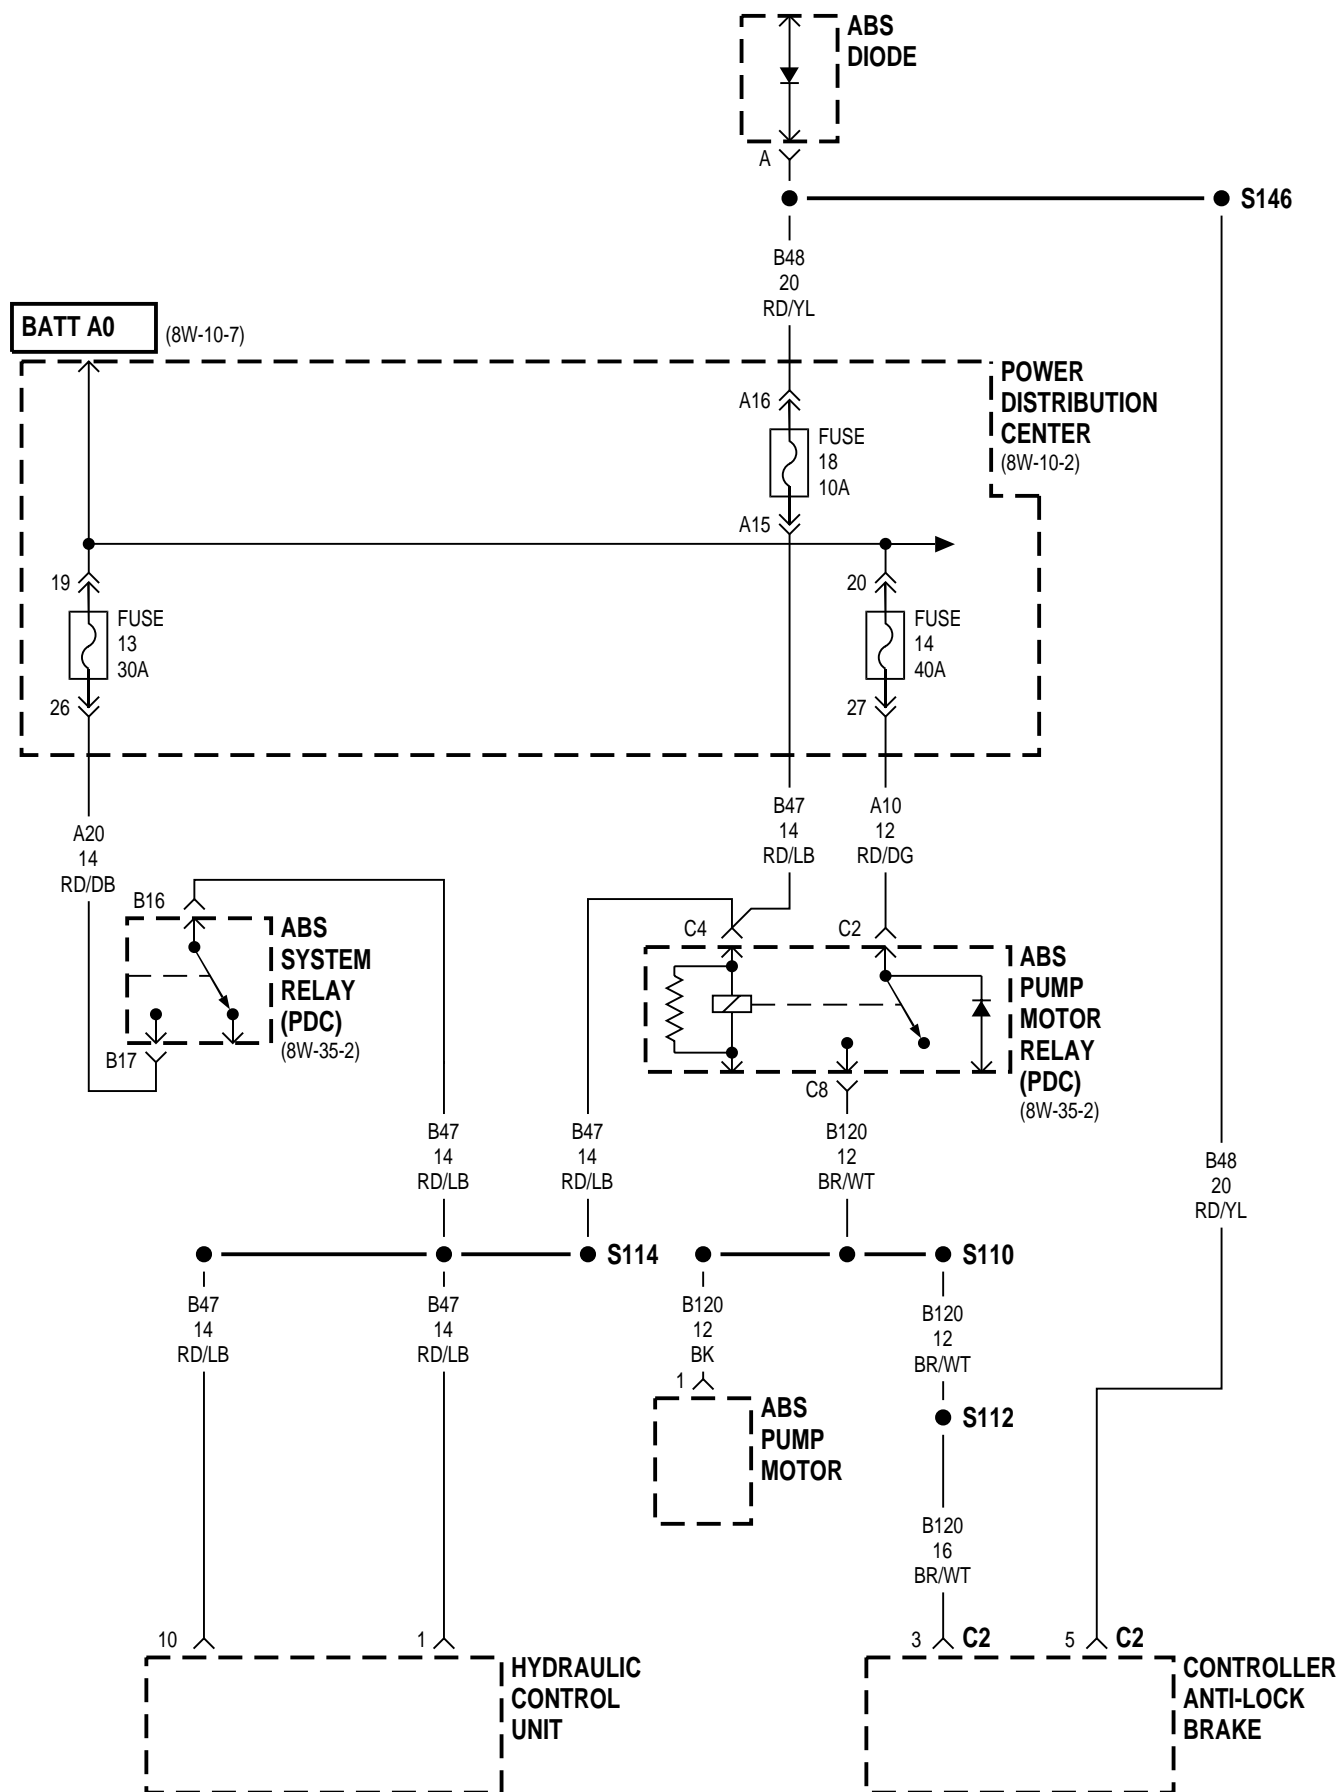 ABS
DIODE
A
S146
B48
20
RD/YL
BATT A0
(8W-10-7)
POWER
DISTRIBUTION
CENTER
(8W-10-2)
A16
FUSE
18
10A
A15
19
FUSE
13
30A
26
20
FUSE
14
40A
27
A20
14
RD/DB
B47
14
RD/LB
A10
12
RD/DG
B16
ABS
SYSTEM
RELAY
(PDC)
(8W-35-2)
B17
C4
C2
ABS
PUMP
MOTOR
RELAY
(PDC)
(8W-35-2)
C8
B47
14
RD/LB
B47
14
RD/LB
B120
12
BR/WT
B48
20
RD/YL
S114
S110
B47
14
RD/LB
B47
14
RD/LB
B120
12
BK
B120
12
BR/WT
1
ABS
PUMP
MOTOR
S112
B120
16
BR/WT
10
1
3
C2
5
C2
HYDRAULIC
CONTROL
UNIT
CONTROLLER
ANTI-LOCK
BRAKE